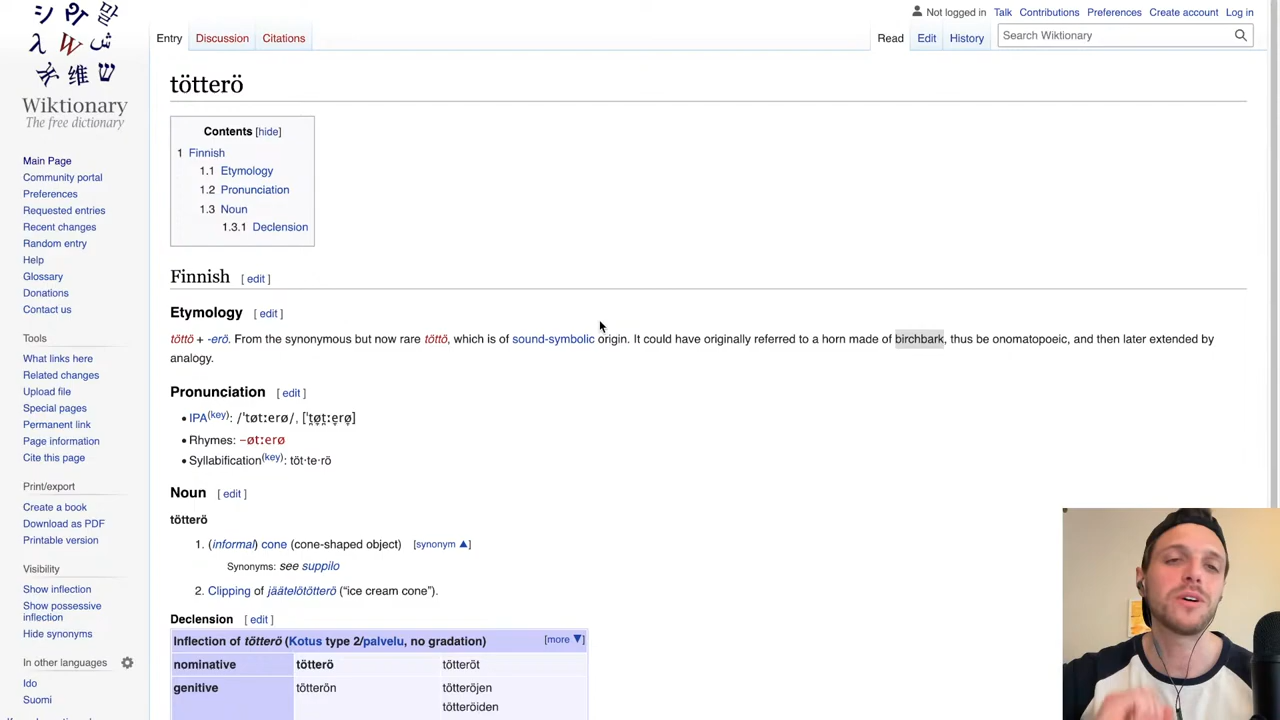 Not logged in Talk Contributions Preferences Create account Log in
Entry Discussion Citations Read Edit History Search Wiktionary
シ
λ W ش
维 ש
Wiktionary
The free dictionary
Main Page
Community portal
Preferences
Requested entries
Recent changes
Random entry
Help
Glossary
Donations
Contact us
Tools
What links here
Related changes
Upload file
Special pages
Permanent link
Page information
Cite this page
Print/export
Create a book
Download as PDF
Printable version
Visibility
Show inflection
Show possessive
inflection
Hide synonyms
In other languages
Ido
Suomi
tötterö
Contents [hide]
1 Finnish
1.1 Etymology
1.2 Pronunciation
1.3 Noun
1.3.1 Declension
Finnish [ edit ]
Etymology [ edit ]
töttö + -erö. From the synonymous but now rare töttö, which is of sound-symbolic origin. It could have originally referred to a horn made of birchbark, thus be onomatopoeic, and then later extended by
analogy.
Pronunciation [ edit ]
• IPA(key): /ˈtøtːerø/, [ˈt̪øt̪ːe̞rø̞]
• Rhymes: -øtːerø
• Syllabification(key): töt·te·rö
Noun [ edit ]
tötterö
1. (informal) cone (cone-shaped object) [synonym ▲]
Synonyms: see suppilo
2. Clipping of jäätelötötterö (“ice cream cone”).
Declension [ edit ]
Inflection of tötterö (Kotus type 2/palvelu, no gradation) [more ▼]
nominative tötterö tötteröt
genitive tötterön tötteröjen
tötteröiden